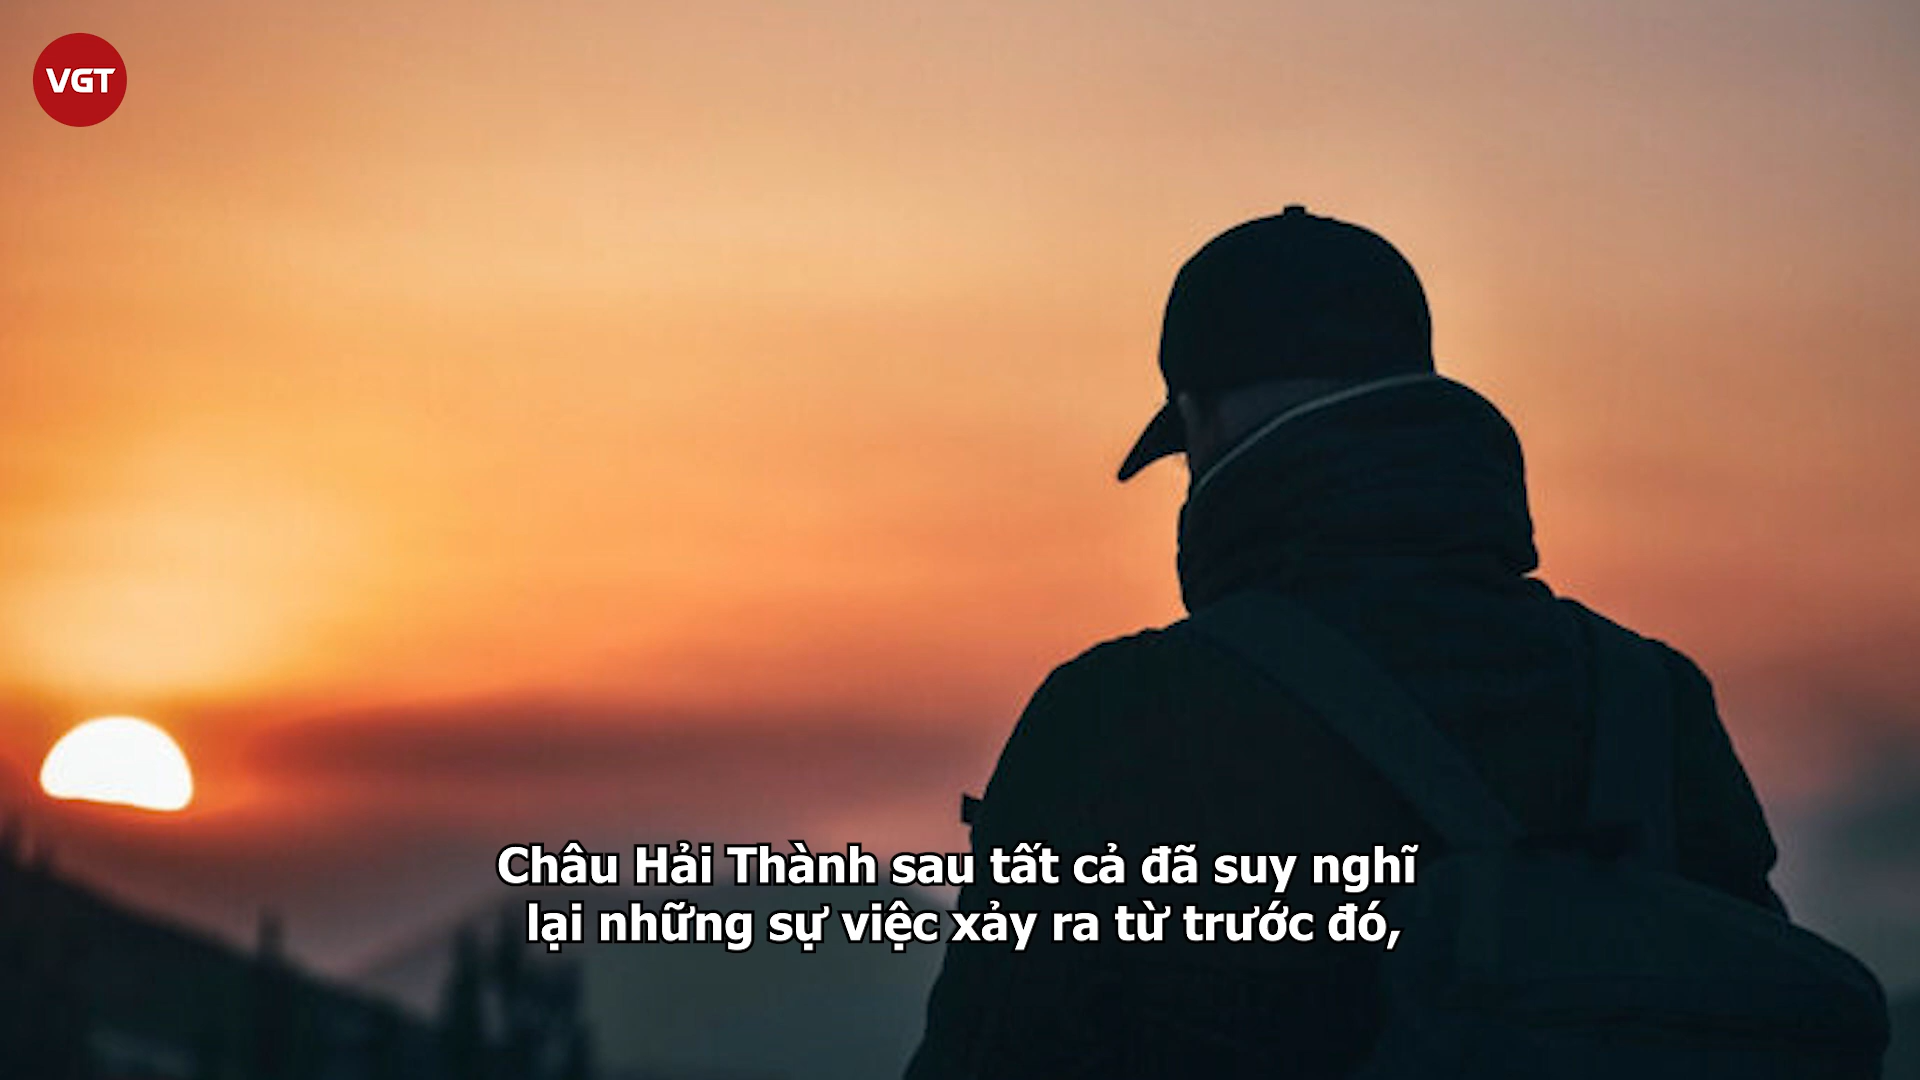 VGT
Châu Hải Thành sau tất cả đã suy nghĩ
lại những sự việc xảy ra từ trước đó,